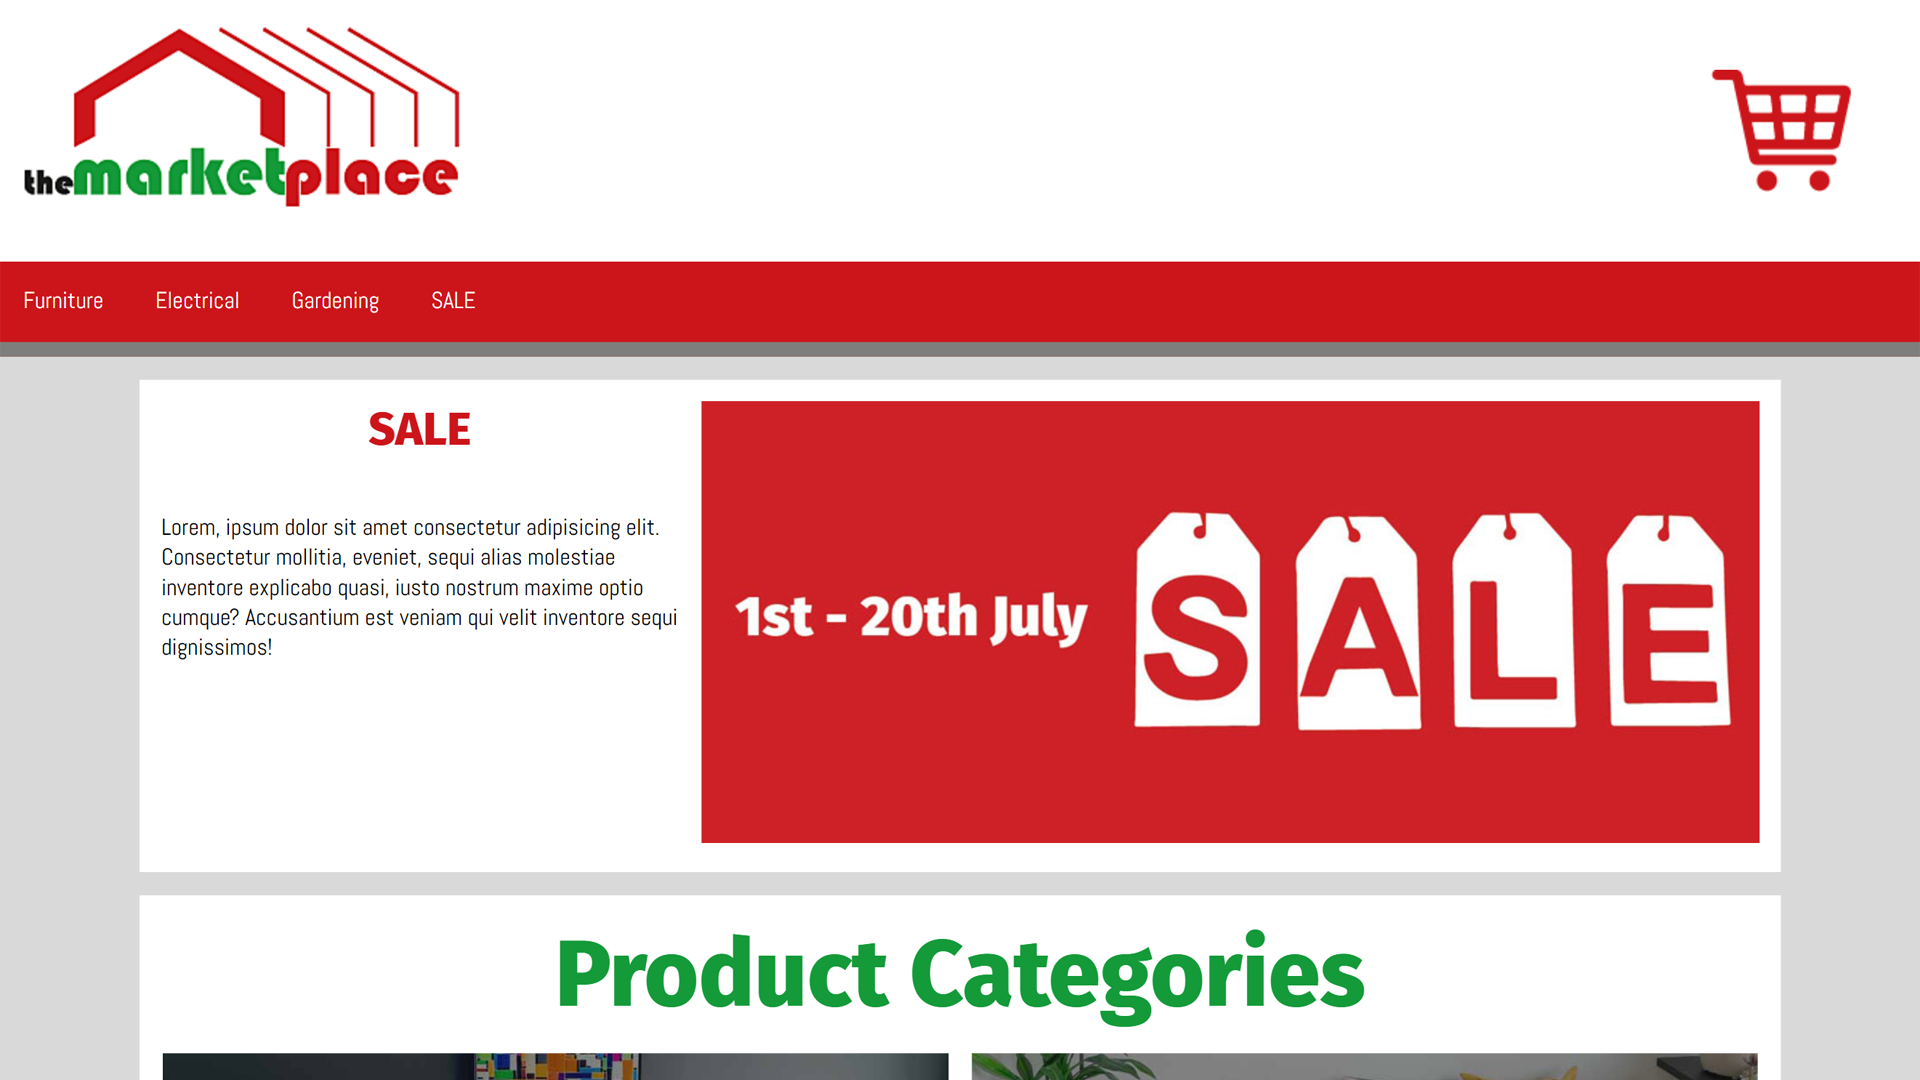 themarketplace
Furniture
Electrical
Gardening
SALE
SALE
Lorem, ipsum dolor sit amet consectetur adipisicing elit.
Consectetur mollitia, eveniet, sequi alias molestiae
inventore explicabo quasi, iusto nostrum maxime optio
cumque? Accusantium est veniam qui velit inventore sequi
dignissimos!
1st - 20th July
SALE
Product Categories